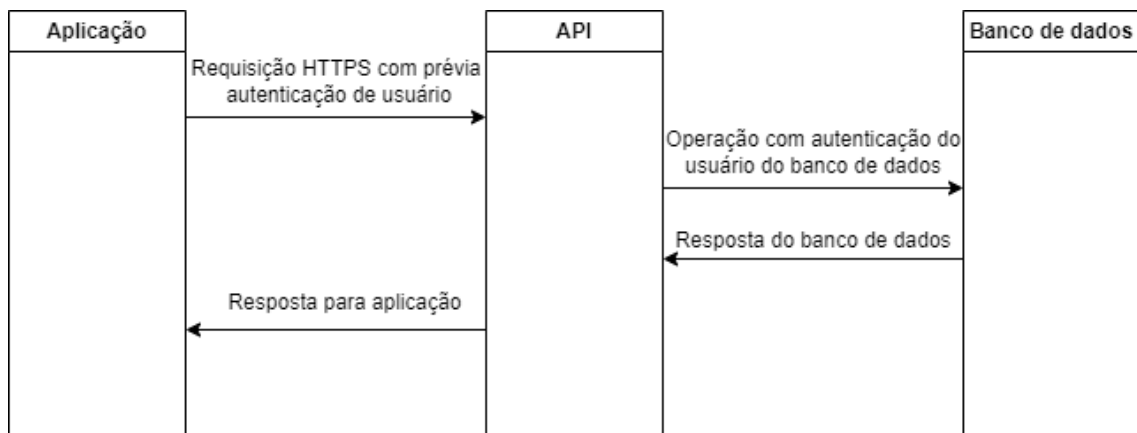 Aplicação
API
Banco de dados
Requisição HTTPS com prévia
autenticação de usuário
Operação com autenticação do
usuário do banco de dados
Resposta do banco de dados
Resposta para aplicação